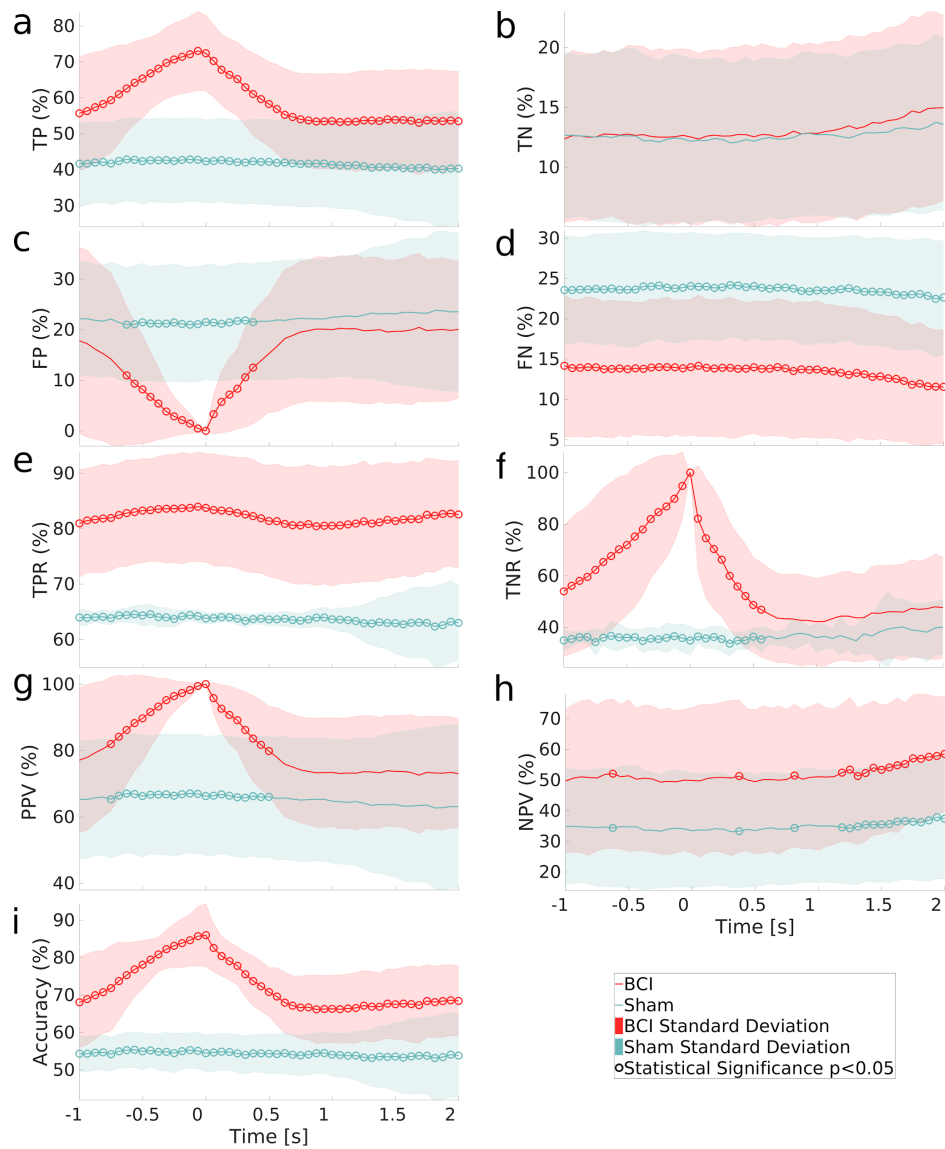 a
80
70
60
50
40
30
TP (%)
b
20
15
10
TN (%)
c
30
20
10
0
FP (%)
d
30
25
20
15
10
5
FN (%)
e
90
80
70
60
TPR (%)
f
100
80
60
40
TNR (%)
g
100
80
60
40
PPV (%)
h
70
60
50
40
30
20
NPV (%)
-1 -0.5 0 0.5 1 1.5 2
Time [s]
i
90
80
70
60
50
Accuracy (%)
-1 -0.5 0 0.5 1 1.5 2
Time [s]
BCI
Sham
BCI Standard Deviation
Sham Standard Deviation
Statistical Significance p<0.05